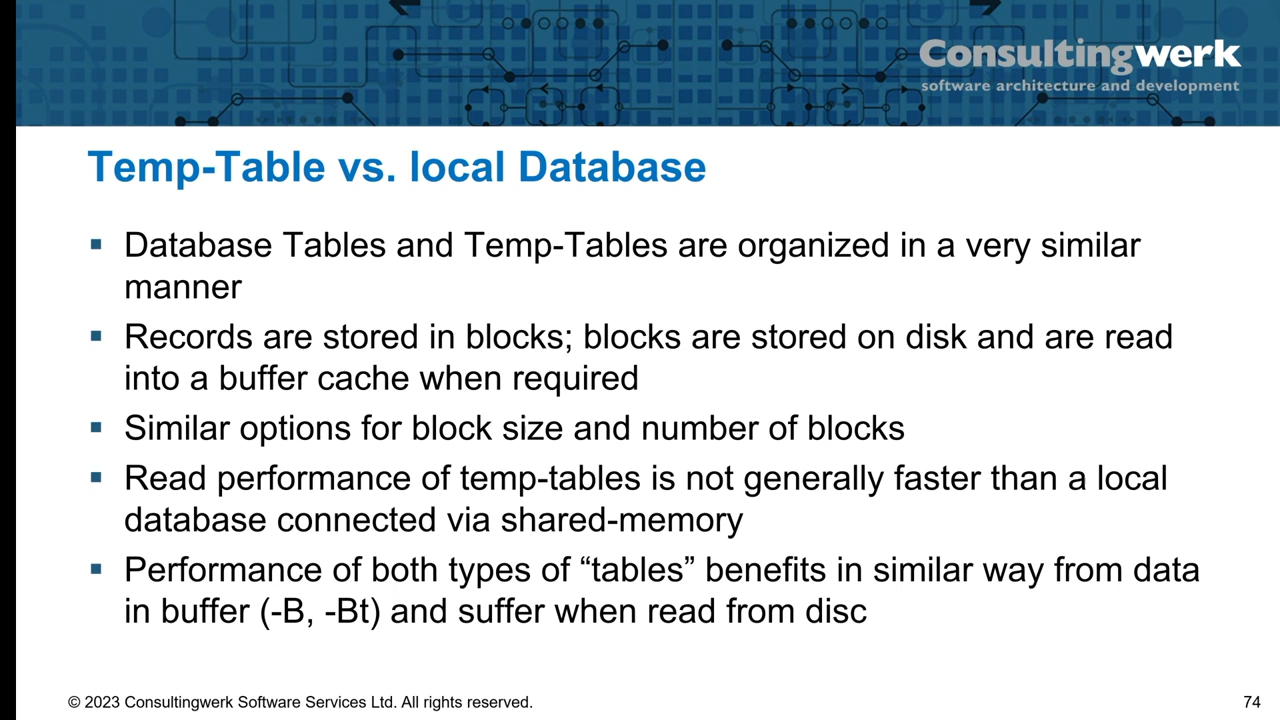 Consultingwerk
software architecture and development
Temp-Table vs. local Database
▪ Database Tables and Temp-Tables are organized in a very similar
manner
▪ Records are stored in blocks; blocks are stored on disk and are read
into a buffer cache when required
▪ Similar options for block size and number of blocks
▪ Read performance of temp-tables is not generally faster than a local
database connected via shared-memory
▪ Performance of both types of “tables” benefits in similar way from data
in buffer (-B, -Bt) and suffer when read from disc
© 2023 Consultingwerk Software Services Ltd. All rights reserved.
74